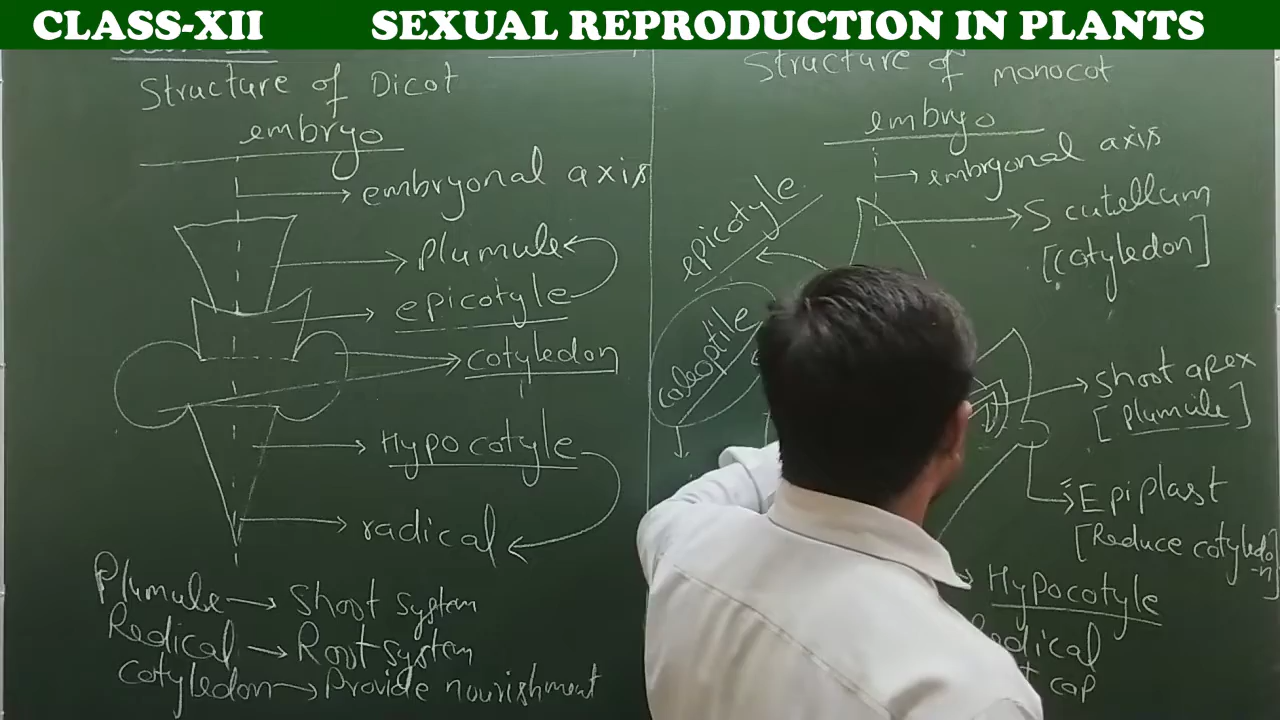 CLASS-XII SEXUAL REPRODUCTION IN PLANTS
Structure of Dicot
embryo
embryonal axis
Plumule
epicotyle
cotyledon
Hypocotyle
radical
Plumule → Shoot System
Redical → Root system
cotyledon → Provide nourishment
Structure of monocot
embryo
embryonal axis
Scutellum
[cotyledon]
epicotyle
coleoptile
Shoot apex
[Plumule]
Epiplast
[Reduce cotyledo
-n]
Hypocotyle
edical
cap